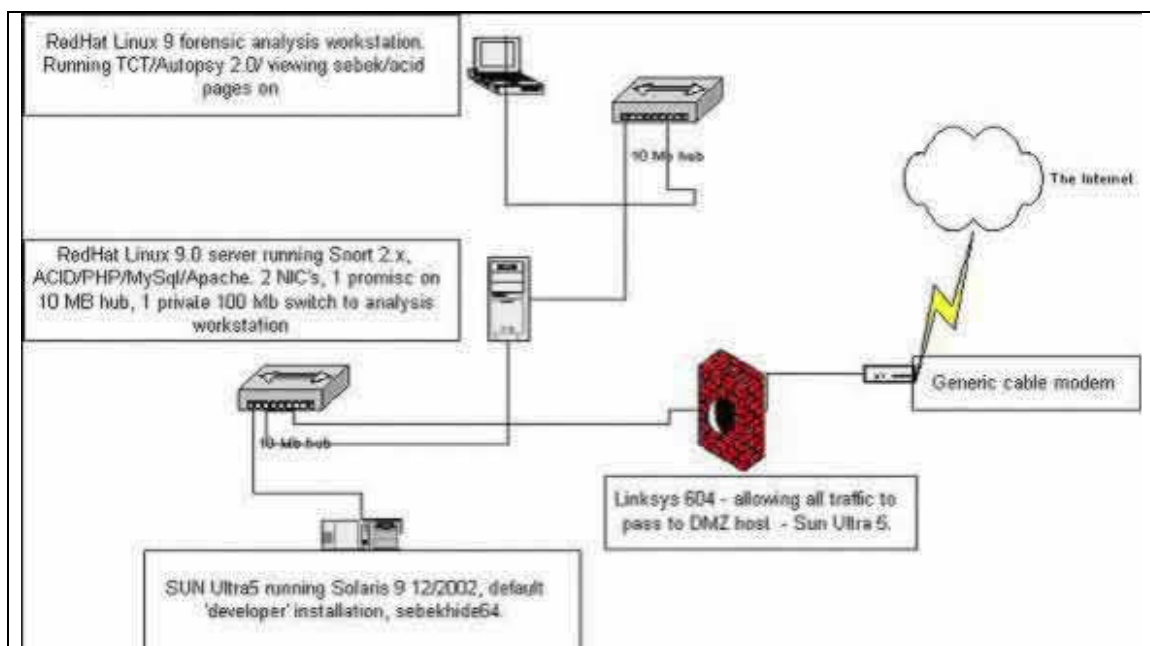 RedHat Linux 9 forensic analysis workstation.
Running TCT/Autopsy 2.0/ viewing sebek/acid
pages on
10 Mb hub
The Internet
RedHat Linux 9.0 server running Snort 2.x,
ACID/PHP/MySql/Apache. 2 NIC's, 1 promisc on
10 MB hub, 1 private 100 Mb switch to analysis
workstation
Generic cable modem
10 Mb hub
Linksys 604 - allowing all traffic to
pass to DMZ host - Sun Ultra 5.
SUN Ultra5 running Solaris 9 12/2002, default
'developer' installation, sebekhide64.